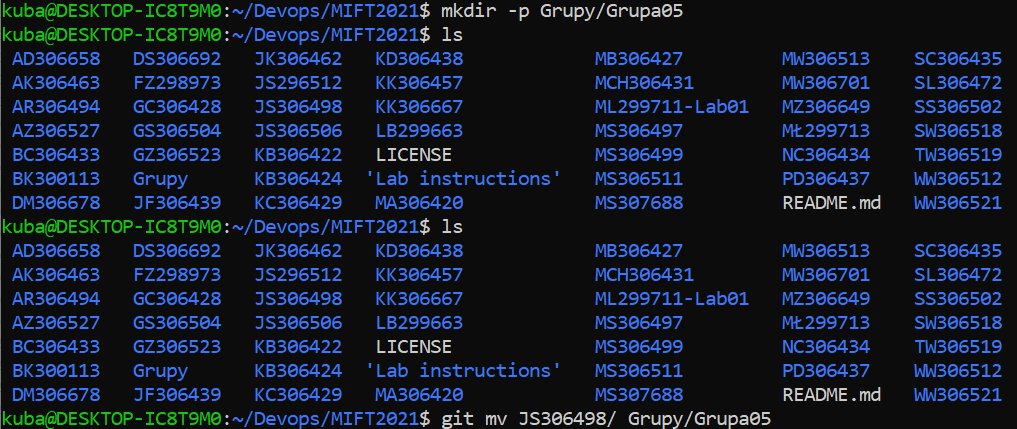 kuba@DESKTOP-IC8T9M0:~/Devops/MIFT2021$ mkdir -p Grupy/Grupa05
kuba@DESKTOP-IC8T9M0:~/Devops/MIFT2021$ ls
AD306658 DS306692 JK306462 KD306438 MB306427 MW306513 SC306435
AK306463 FZ298973 JS296512 KK306457 MCH306431 MW306701 SL306472
AR306494 GC306428 JS306498 KK306667 ML299711-Lab01 MZ306649 SS306502
AZ306527 GS306504 JS306506 LB299663 MS306497 MŁ299713 SW306518
BC306433 GZ306523 KB306422 LICENSE MS306499 NC306434 TW306519
BK300113 Grupy KB306424 'Lab instructions' MS306511 PD306437 WW306512
DM306678 JF306439 KC306429 MA306420 MS307688 README.md WW306521
kuba@DESKTOP-IC8T9M0:~/Devops/MIFT2021$ ls
AD306658 DS306692 JK306462 KD306438 MB306427 MW306513 SC306435
AK306463 FZ298973 JS296512 KK306457 MCH306431 MW306701 SL306472
AR306494 GC306428 JS306498 KK306667 ML299711-Lab01 MZ306649 SS306502
AZ306527 GS306504 JS306506 LB299663 MS306497 MŁ299713 SW306518
BC306433 GZ306523 KB306422 LICENSE MS306499 NC306434 TW306519
BK300113 Grupy KB306424 'Lab instructions' MS306511 PD306437 WW306512
DM306678 JF306439 KC306429 MA306420 MS307688 README.md WW306521
kuba@DESKTOP-IC8T9M0:~/Devops/MIFT2021$ git mv JS306498/ Grupy/Grupa05